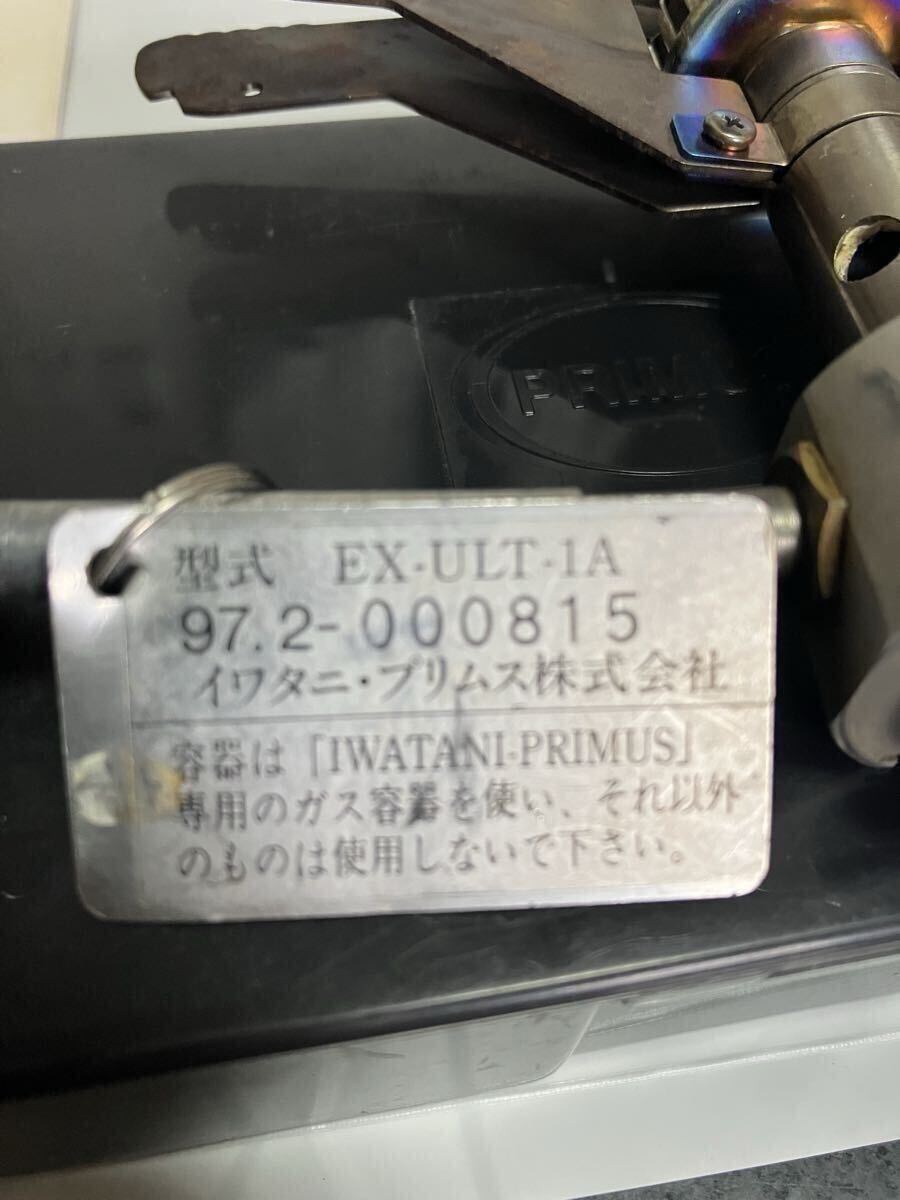 PRIMUS
型式 EX-ULT-1A
97.2-000815
イワタニ・プリムス株式会社
容器は「IWATANI-PRIMUS」
専用のガス容器を使い、それ以外
のものは使用しないで下さい。